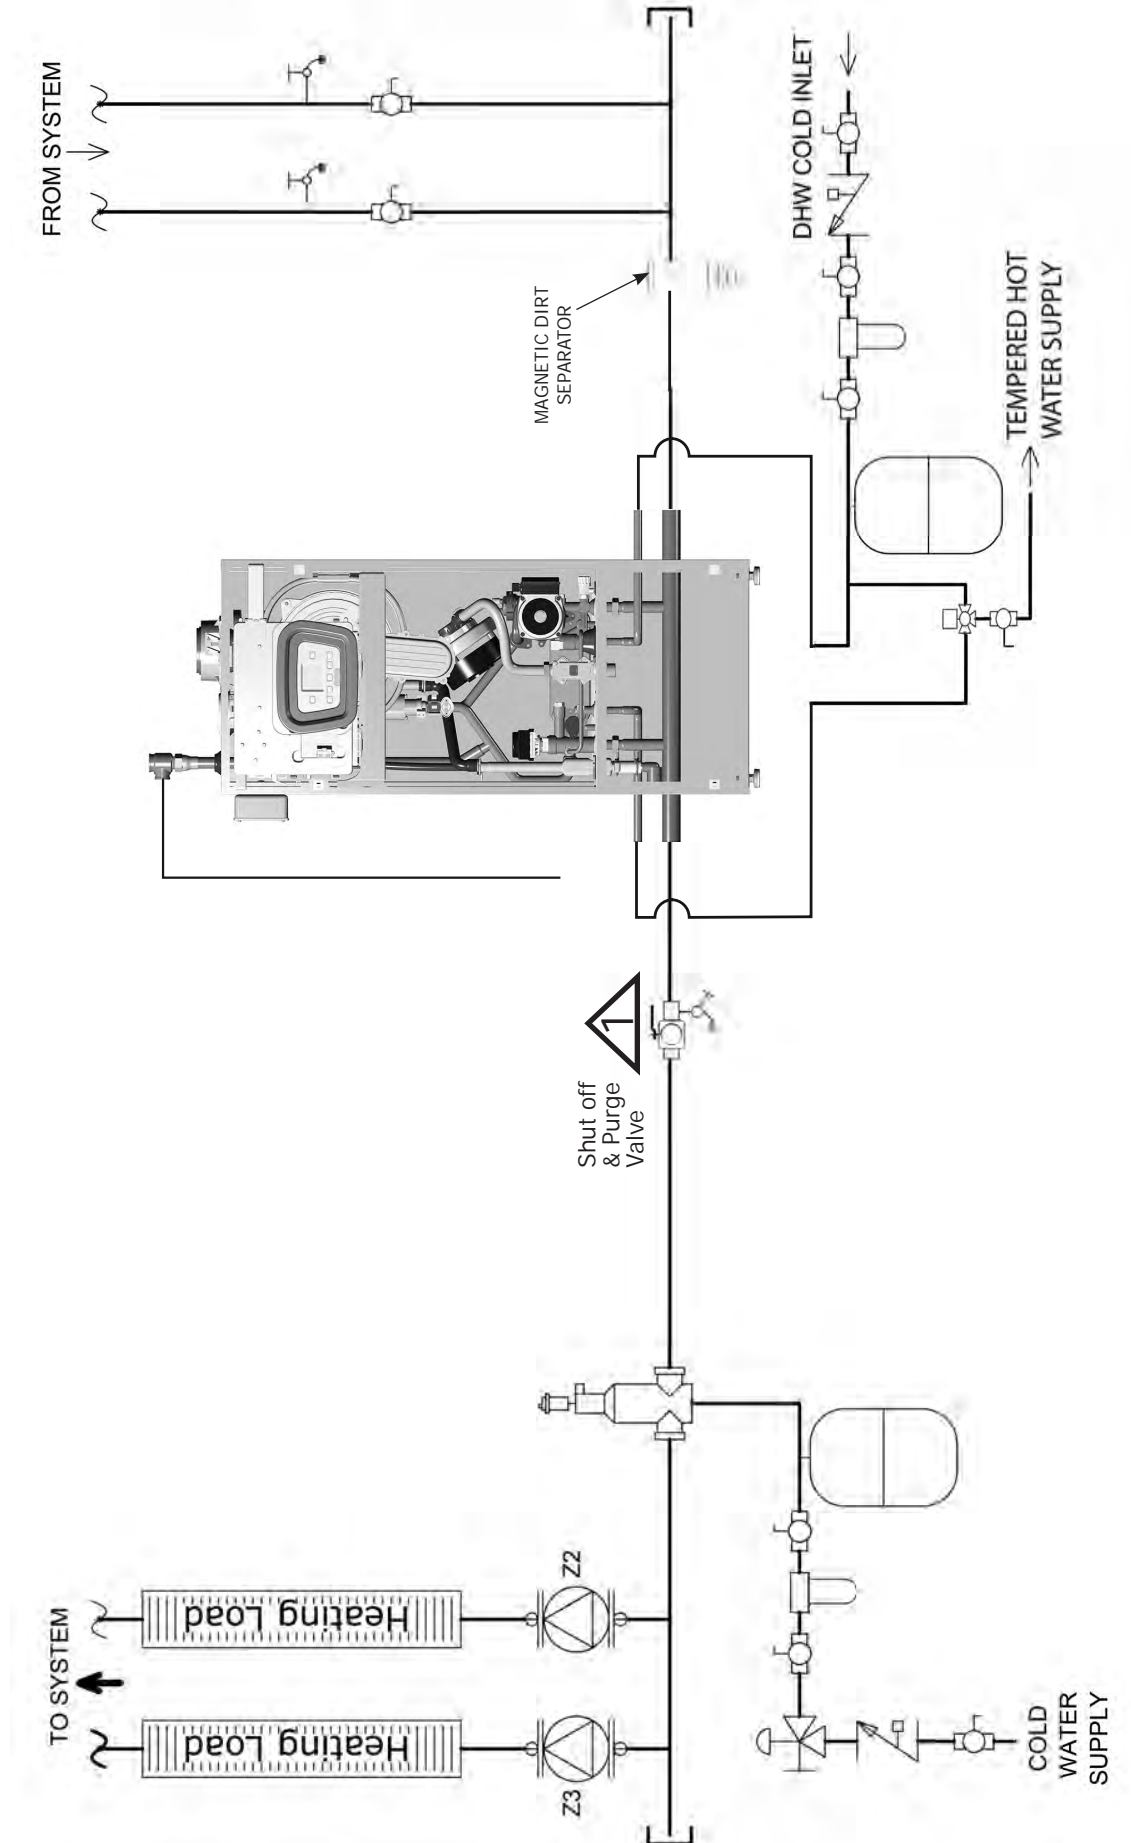 FROM SYSTEM
DHW COLD INLET
TEMPERED HOT
WATER SUPPLY
MAGNETIC DIRT
SEPARATOR
1
Shut off
& Purge
Valve
TO SYSTEM
Heating Load
Heating Load
Z2
Z3
COLD
WATER
SUPPLY